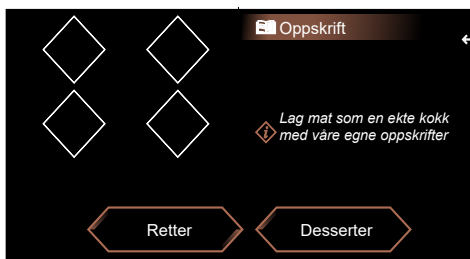 Oppskrift
Lag mat som en ekte kokk
med våre egne oppskrifter
Retter
Desserter